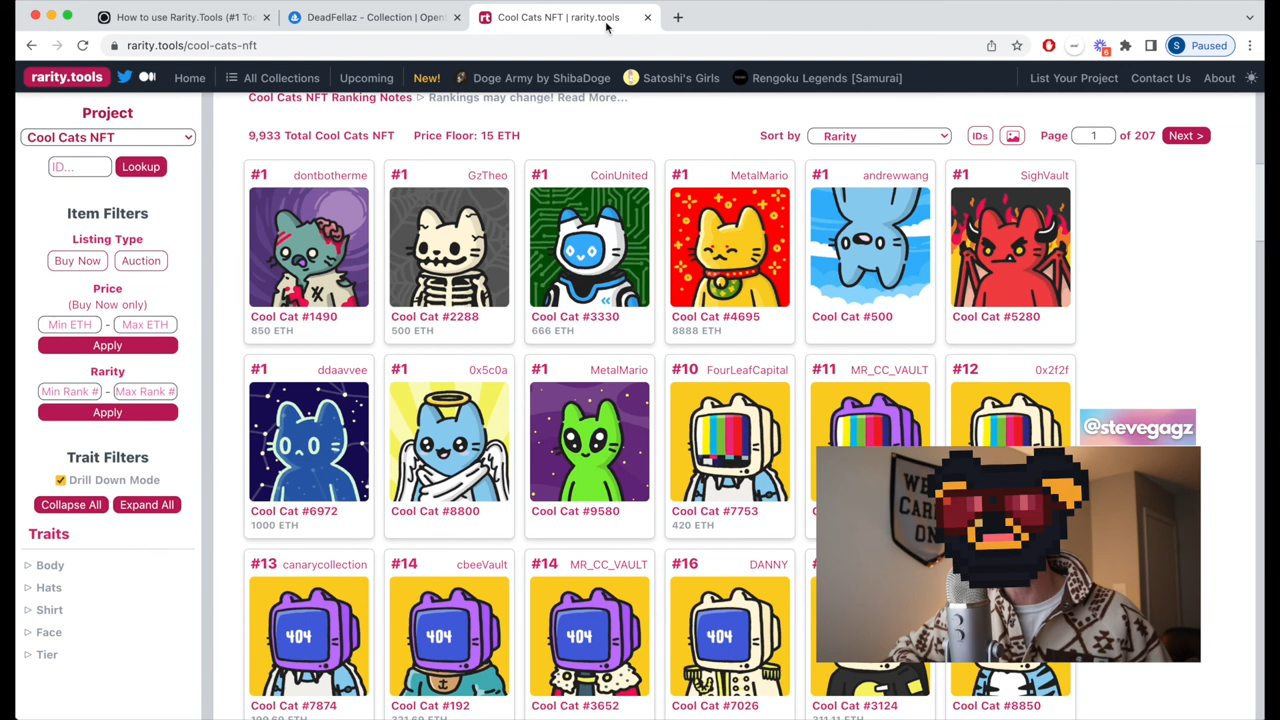 How to use Rarity.Tools (#1 To
DeadFellaz - Collection | Open
Cool Cats NFT | rarity.tools
rarity.tools/cool-cats-nft
6
S Paused
rarity.tools Home All Collections Upcoming New! Doge Army by ShibaDoge Satoshi's Girls Rengoku Legends [Samurai] List Your Project Contact Us About
Project
Cool Cats NFT
ID... Lookup
Item Filters
Listing Type
Buy Now Auction
Price
(Buy Now only)
Min ETH - Max ETH
Apply
Rarity
Min Rank # - Max Rank #
Apply
Trait Filters
Drill Down Mode
Collapse All Expand All
Traits
Body
Hats
Shirt
Face
Tier
Cool Cats NFT Ranking Notes ▷ Rankings may change! Read More...
9,933 Total Cool Cats NFT Price Floor: 15 ETH Sort by Rarity IDs Page 1 of 207 Next >
#1 dontbotherme #1 GzTheo #1 CoinUnited #1 MetalMario #1 andrewwang #1 SighVault
Cool Cat #1490 Cool Cat #2288 Cool Cat #3330 Cool Cat #4695 Cool Cat #500 Cool Cat #5280
850 ETH 500 ETH 666 ETH 8888 ETH
#1 ddaavvee #1 0x5c0a #1 MetalMario #10 FourLeafCapital #11 MR_CC_VAULT #12 0x2f2f
Cool Cat #6972 Cool Cat #8800 Cool Cat #9580 Cool Cat #7753
1000 ETH 420 ETH
@stevegagz
WE
CAR
ON
#13 canarycollection #14 cbeeVault #14 MR_CC_VAULT #16 DANNY
404 404 404 404
Cool Cat #7874 Cool Cat #192 Cool Cat #3652 Cool Cat #7026 Cool Cat #3124 Cool Cat #8850